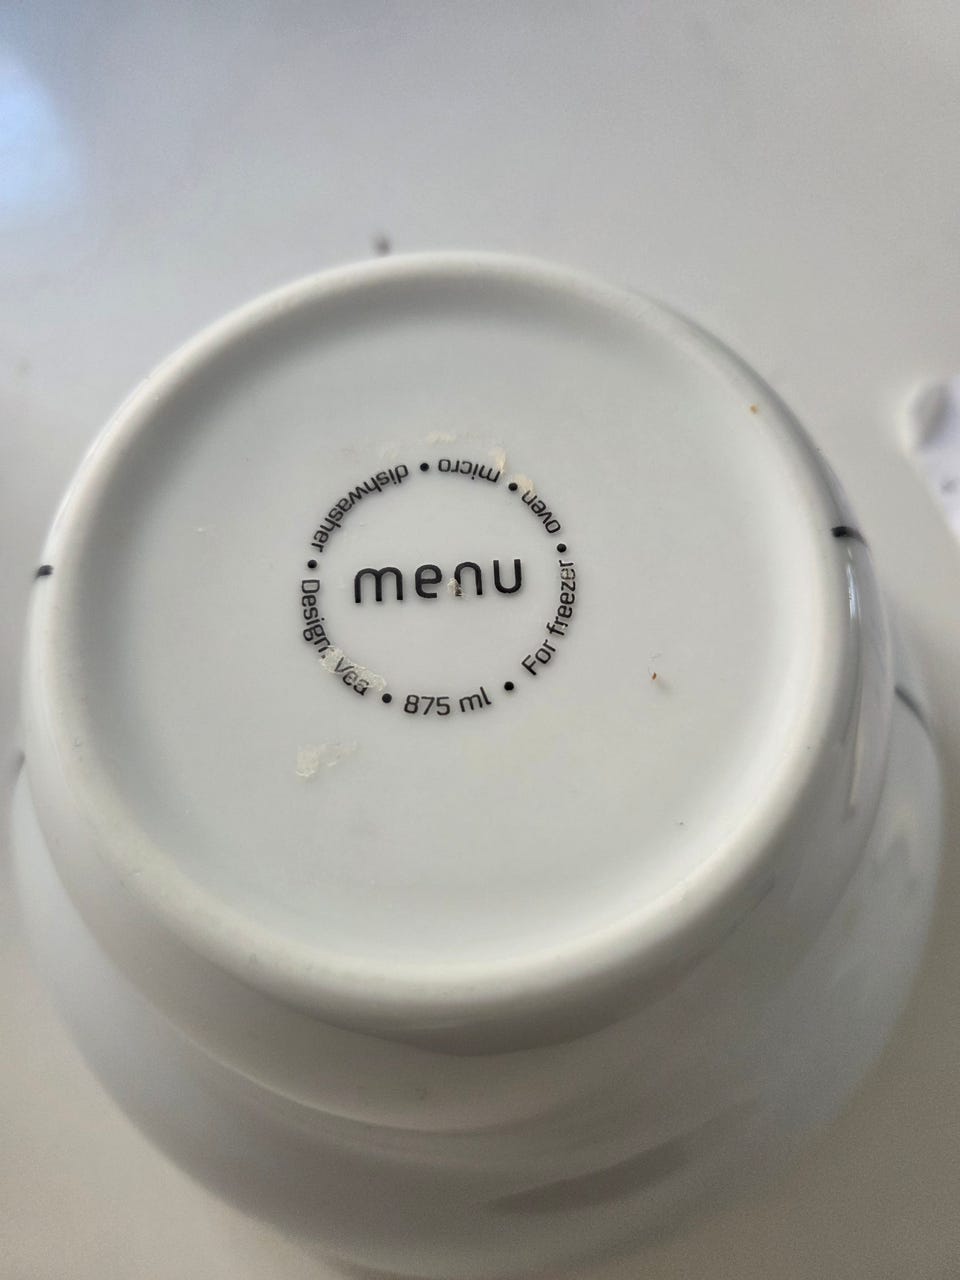 menu
875 ml • For freezer • oven • micro • dishwasher • Design: Vea •